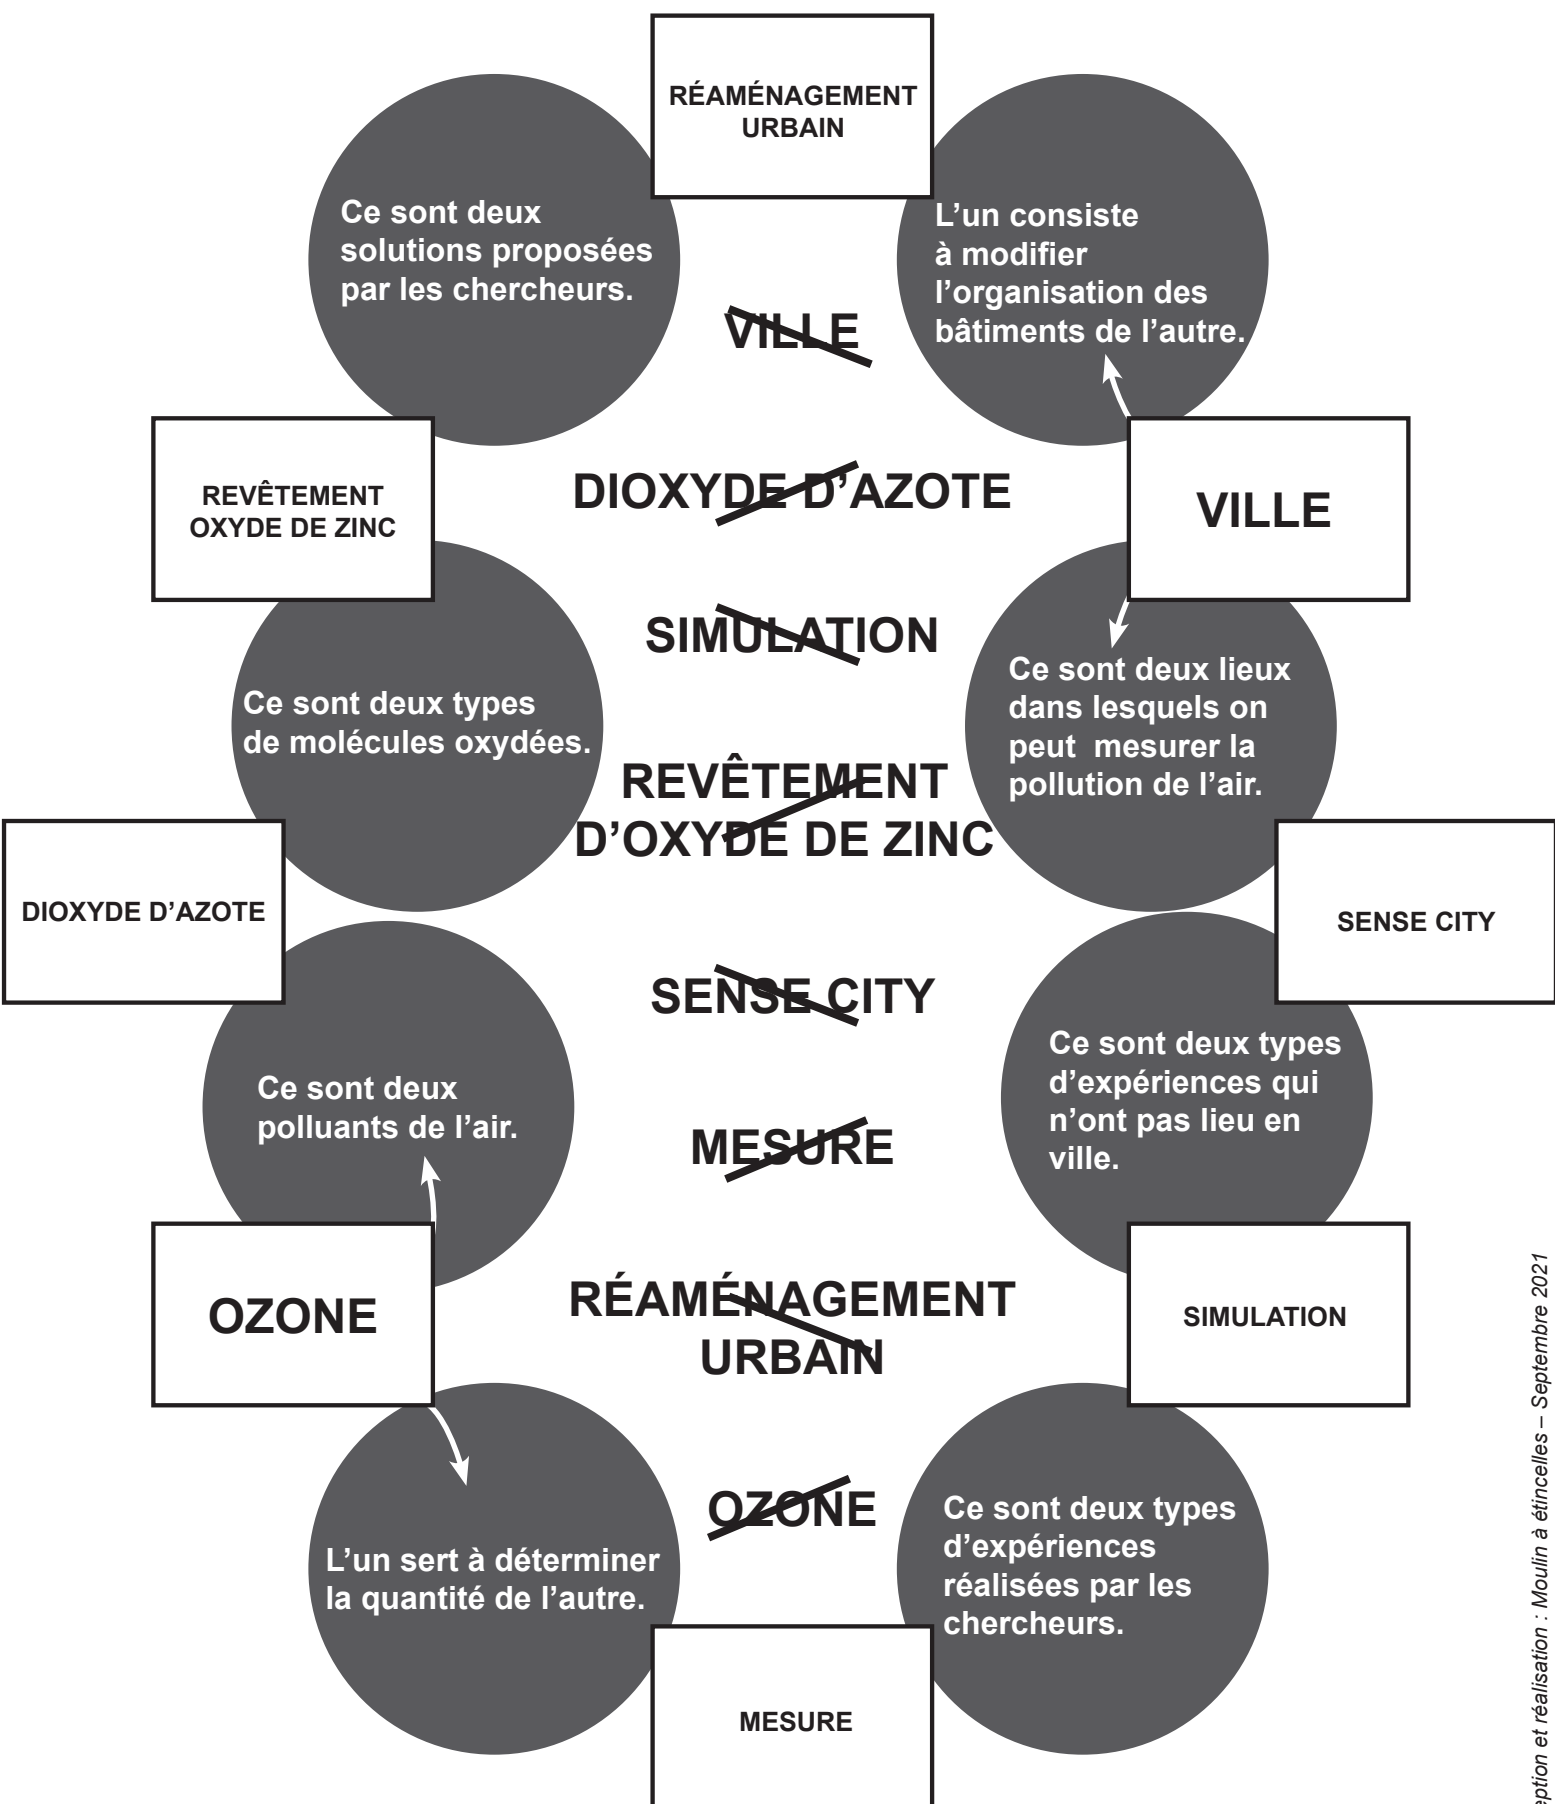 RÉAMÉNAGEMENT
URBAIN
Ce sont deux
solutions proposées
par les chercheurs.
L’un consiste
à modifier
l’organisation des
bâtiments de l’autre.
VILLE
REVÊTEMENT
OXYDE DE ZINC
DIOXYDE D’AZOTE
VILLE
SIMULATION
Ce sont deux types
de molécules oxydées.
Ce sont deux lieux
dans lesquels on
peut mesurer la
pollution de l’air.
REVÊTEMENT
D’OXYDE DE ZINC
DIOXYDE D’AZOTE
SENSE CITY
SENSE CITY
Ce sont deux
polluants de l’air.
Ce sont deux types
d’expériences qui
n’ont pas lieu en
ville.
MESURE
OZONE
RÉAMÉNAGEMENT
URBAIN
SIMULATION
OZONE
L’un sert à déterminer
la quantité de l’autre.
Ce sont deux types
d’expériences
réalisées par les
chercheurs.
MESURE
et réalisation : Moulin à étincelles – Septembre 2021